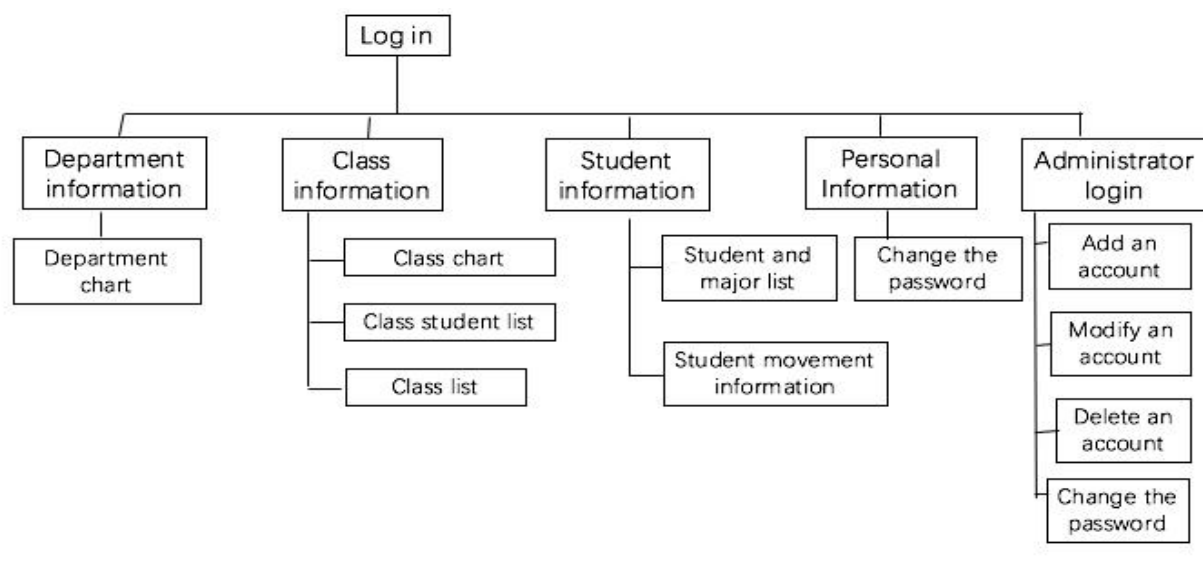 Log in
Department
information
Class
information
Student
information
Personal
Information
Administrator
login
Department
chart
Class chart
Class student list
Class list
Student and
major list
Student movement
information
Change the
password
Add an
account
Modify an
account
Delete an
account
Change the
password